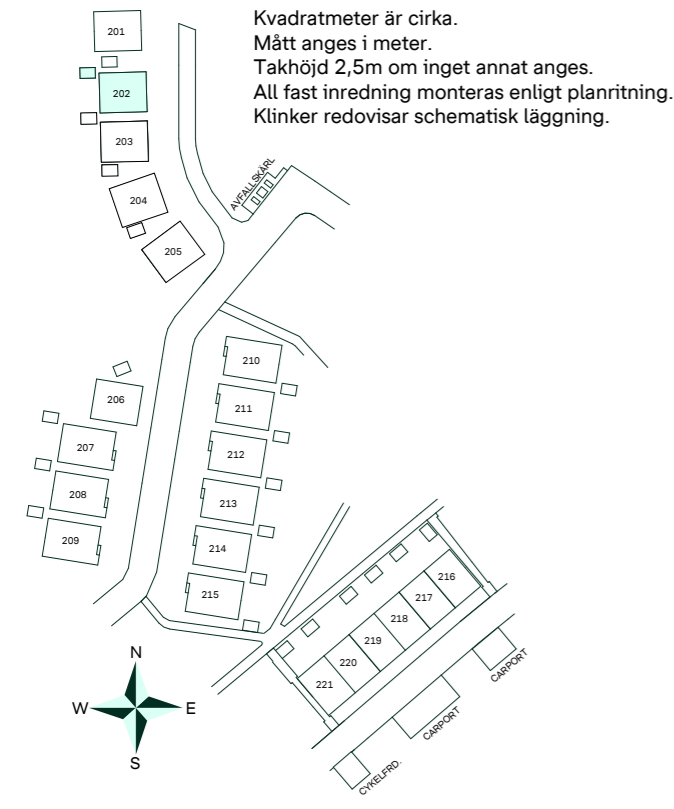 Kvadratmeter är cirka.
Mått anges i meter.
Takhöjd 2,5m om inget annat anges.
All fast inredning monteras enligt planritning.
Klinker redovisar schematisk läggning.
201
202
203
204
205
AVFALLSKÄRL
206
207
208
209
210
211
212
213
214
215
216
217
218
219
220
221
N
W
E
S
CARPORT
CARPORT
CYKELFRD.